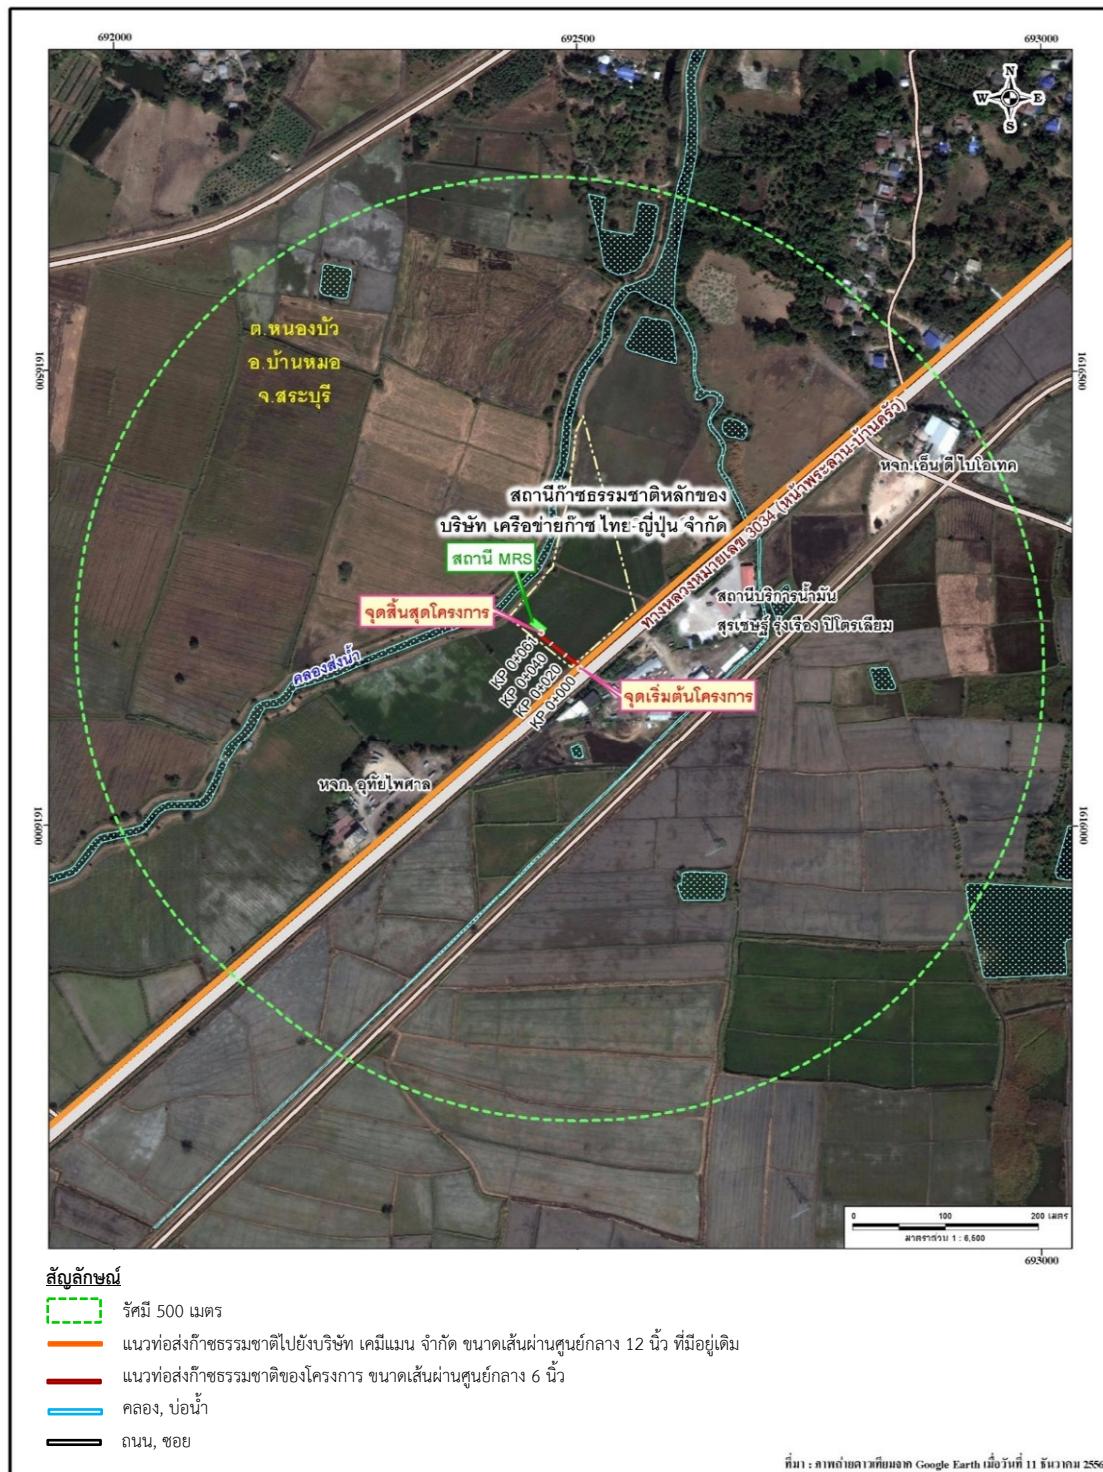 692000
692500
693000
N
W E
S
1616500
1616500
ต.หนองบัว
อ.บ้านหมอ
จ.สระบุรี
ทางหลวงหมายเลข 3034 (หน้าพระลาน-บ้านครัว)
หจก.เอ็น ดี ไบโอเทค
สถานีก๊าซธรรมชาติหลักของ
บริษัท เครือข่ายก๊าซ ไทย-ญี่ปุ่น จำกัด
สถานี MRS
จุดสิ้นสุดโครงการ
สถานีบริการน้ำมัน
สุรเชษฐ์ รุ่งเรือง ปิโตรเลียม
คลองส่งน้ำ
KP 0+061
KP 0+040
KP 0+020
KP 0+000
จุดเริ่มต้นโครงการ
หจก. อุทัยไพศาล
1616000
1616000
0 100 200 เมตร
มาตราส่วน 1 : 6,500
693000
สัญลักษณ์
รัศมี 500 เมตร
แนวท่อส่งก๊าซธรรมชาติไปยังบริษัท เคมีแมน จำกัด ขนาดเส้นผ่านศูนย์กลาง 12 นิ้ว ที่มีอยู่เดิม
แนวท่อส่งก๊าซธรรมชาติของโครงการ ขนาดเส้นผ่านศูนย์กลาง 6 นิ้ว
คลอง, บ่อน้ำ
ถนน, ซอย
ที่มา : ภาพถ่ายดาวเทียมจาก Google Earth เมื่อวันที่ 11 ธันวาคม 2556